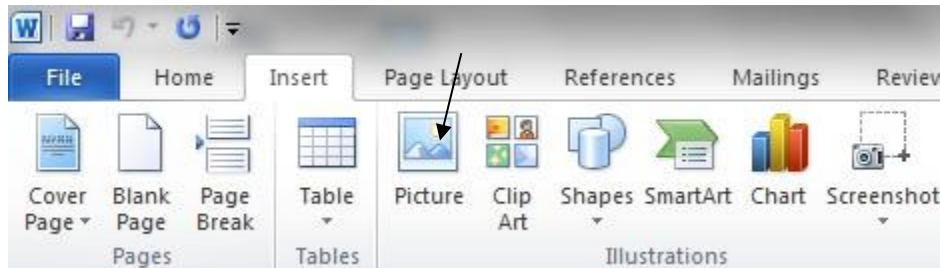 W
File Home Insert Page Layout References Mailings Review
Cover Blank Page Table Picture Clip Shapes SmartArt Chart Screenshot
Page Page Break Art
Pages Tables Illustrations